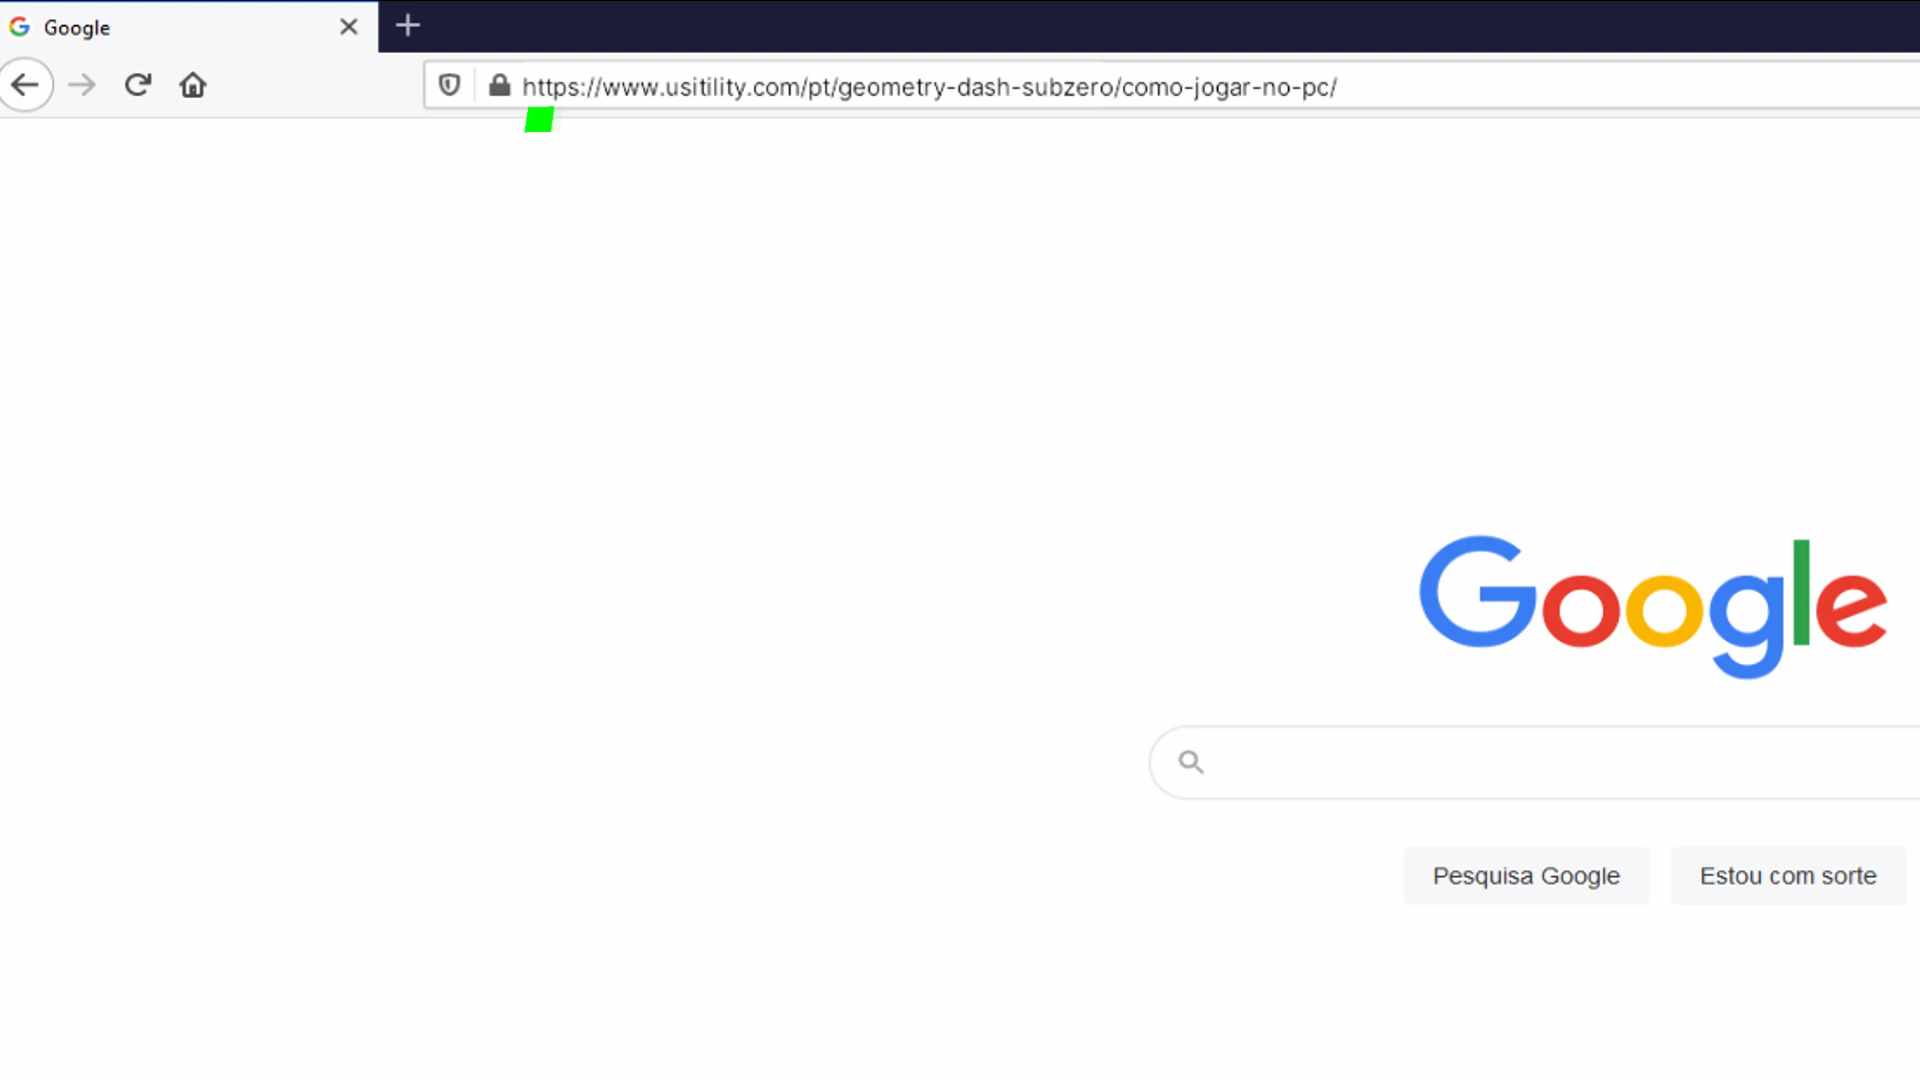 Google
https://www.usitility.com/pt/geometry-dash-subzero/como-jogar-no-pc/
Google
Pesquisa Google
Estou com sorte